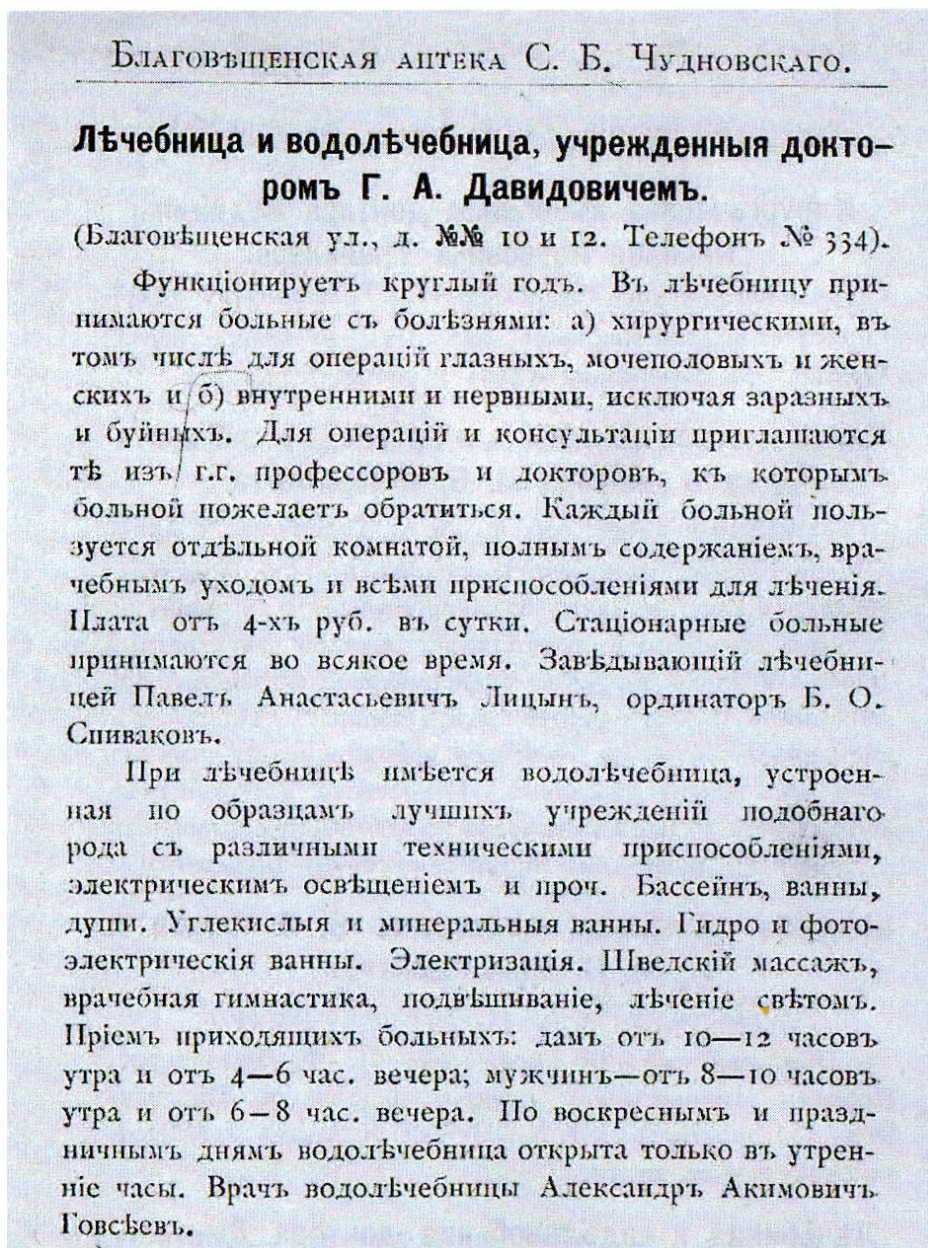 Благовѣщенская аптека С. Б. Чудновскаго.
Лѣчебница и водолѣчебница, учрежденныя докто-
ромъ Г. А. Давидовичемъ.
(Благовѣщенская ул., д. №№ 10 и 12. Телефонъ № 334).
Функціонируетъ круглый годъ. Въ лѣчебницу при-
нимаются больные съ болѣзнями: а) хирургическими, въ
томъ числѣ для операцій глазныхъ, мочеполовыхъ и жен-
скихъ и б) внутренними и нервными, исключая заразныхъ
и буйныхъ. Для операцій и консультаціи приглашаются
тѣ изъ г.г. профессоровъ и докторовъ, къ которымъ
больной пожелаетъ обратиться. Каждый больной поль-
зуется отдѣльной комнатой, полнымъ содержаніемъ, вра-
чебнымъ уходомъ и всѣми приспособленіями для лѣченія.
Плата отъ 4-хъ руб. въ сутки. Стаціонарные больные
принимаются во всякое время. Завѣдывающій лѣчебни-
цей Павелъ Анастасьевичъ Лицынъ, ординаторъ Б. О.
Спиваковъ.
При лѣчебницѣ имѣется водолѣчебница, устроен-
ная по образцамъ лучшихъ учрежденій подобнаго
рода съ различными техническими приспособленіями,
электрическимъ освѣщеніемъ и проч. Бассейнъ, ванны,
души. Углекислыя и минеральныя ванны. Гидро и фото-
электрическія ванны. Электризація. Шведскій массажъ,
врачебная гимнастика, подвѣшиваніе, лѣченіе свѣтомъ.
Пріемъ приходящихъ больныхъ: дамъ отъ 10—12 часовъ
утра и отъ 4—6 час. вечера; мужчинъ—отъ 8—10 часовъ
утра и отъ 6—8 час. вечера. По воскреснымъ и празд-
ничнымъ днямъ водолѣчебница открыта только въ утрен-
ніе часы. Врачъ водолѣчебницы Александръ Акимовичъ
Говсѣевъ.